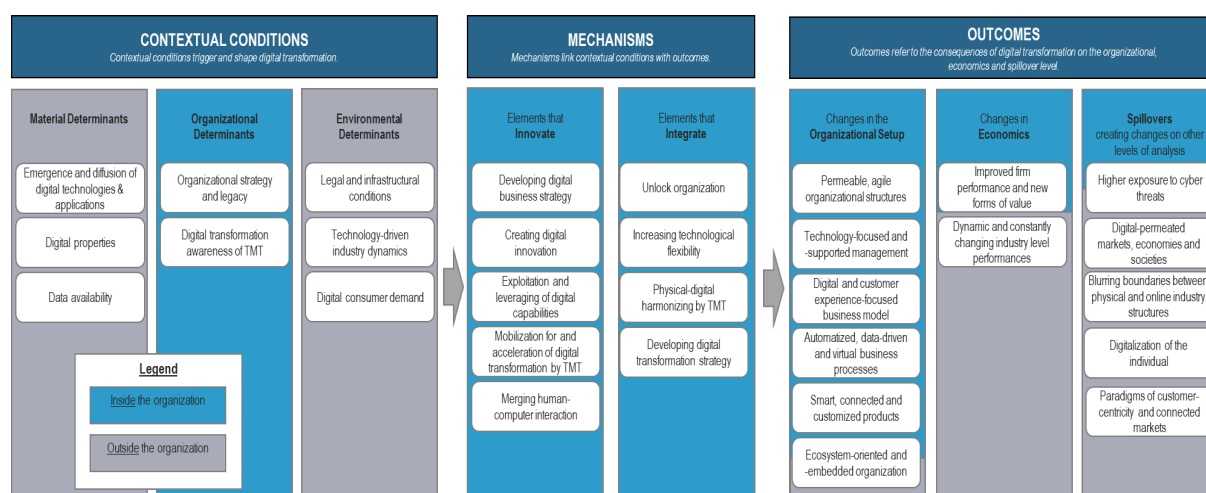 CONTEXTUAL CONDITIONS
Contextual conditions trigger and shape digital transformation.
Material Determinants
Emergence and diffusion of
digital technologies &
applications
Digital properties
Data availability
Organizational
Determinants
Organizational strategy
and legacy
Digital transformation
awareness of TMT
Environmental
Determinants
Legal and infrastructural
conditions
Technology-driven
industry dynamics
Digital consumer demand
Legend
Inside the organization
Outside the organization
MECHANISMS
Mechanisms link contextual conditions with outcomes.
Elements that
Innovate
Developing digital
business strategy
Creating digital
innovation
Exploitation and
leveraging of digital
capabilities
Mobilization for and
acceleration of digital
transformation by TMT
Merging human-
computer interaction
Elements that
Integrate
Unlock organization
Increasing technological
flexibility
Physical-digital
harmonizing by TMT
Developing digital
transformation strategy
OUTCOMES
Outcomes refer to the consequences of digital transformation on the organizational,
economics and spillover level.
Changes in the
Organizational Setup
Permeable, agile
organizational structures
Technology-focused and
-supported management
Digital and customer
experience-focused
business model
Automatized, data-driven
and virtual business
processes
Smart, connected and
customized products
Ecosystem-oriented and
-embedded organization
Changes in
Economics
Improved firm
performance and new
forms of value
Dynamic and constantly
changing industry level
performances
Spillovers
creating changes on other
levels of analysis
Higher exposure to cyber
threats
Digital-permeated
markets, economies and
societies
Blurring boundaries between
physical and online industry
structures
Digitalization of the
individual
Paradigms of customer-
centricity and connected
markets